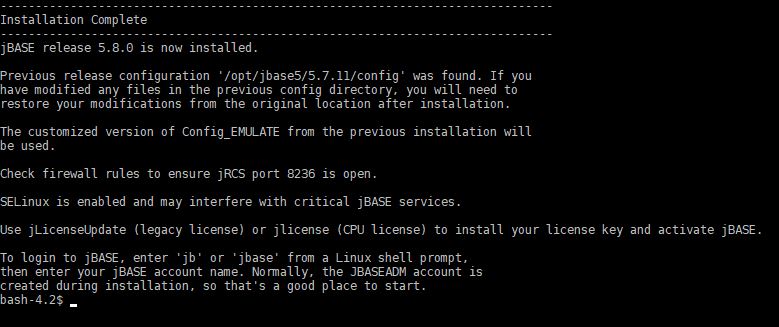 -------------------------------------------------------------------------------
Installation Complete
-------------------------------------------------------------------------------
jBASE release 5.8.0 is now installed.
Previous release configuration '/opt/jbase5/5.7.11/config' was found. If you
have modified any files in the previous config directory, you will need to
restore your modifications from the original location after installation.
The customized version of Config_EMULATE from the previous installation will
be used.
Check firewall rules to ensure jRCS port 8236 is open.
SELinux is enabled and may interfere with critical jBASE services.
Use jLicenseUpdate (legacy license) or jlicense (CPU license) to install your license key and activate jBASE.
To login to jBASE, enter 'jb' or 'jbase' from a Linux shell prompt,
then enter your jBASE account name. Normally, the JBASEADM account is
created during installation, so that's a good place to start.
bash-4.2$